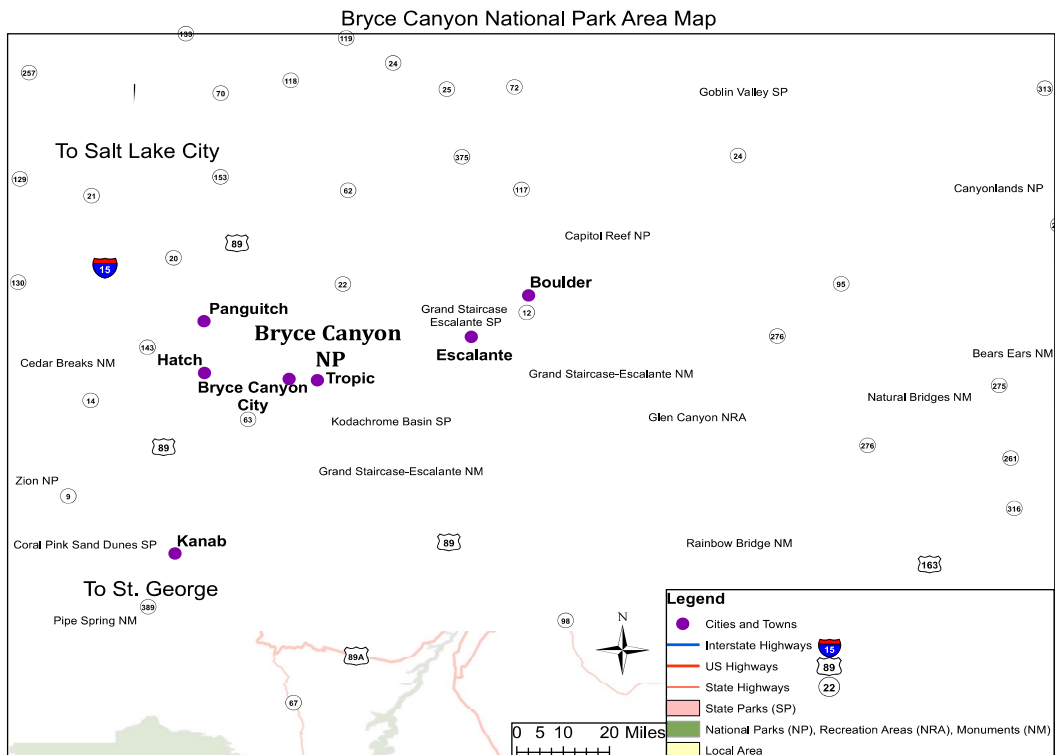 Bryce Canyon National Park Area Map
133
119
24
257
118
70
25
72
Goblin Valley SP
313
To Salt Lake City
375
24
129
21
153
62
117
Canyonlands NP
89
Capitol Reef NP
20
15
130
22
Boulder
95
Panguitch
Grand Staircase
Escalante SP
12
Bryce Canyon
NP
276
143
Hatch
Escalante
Cedar Breaks NM
Bears Ears NM
Tropic
Grand Staircase-Escalante NM
Bryce Canyon
City
275
14
Natural Bridges NM
63
Kodachrome Basin SP
Glen Canyon NRA
89
276
261
Grand Staircase-Escalante NM
Zion NP
9
316
Coral Pink Sand Dunes SP
Kanab
89
Rainbow Bridge NM
163
To St. George
389
Pipe Spring NM
98
N
89A
67
Legend
Cities and Towns
Interstate Highways 15
US Highways 89
State Highways 22
State Parks (SP)
National Parks (NP), Recreation Areas (NRA), Monuments (NM)
Local Area
0 5 10 20 Miles